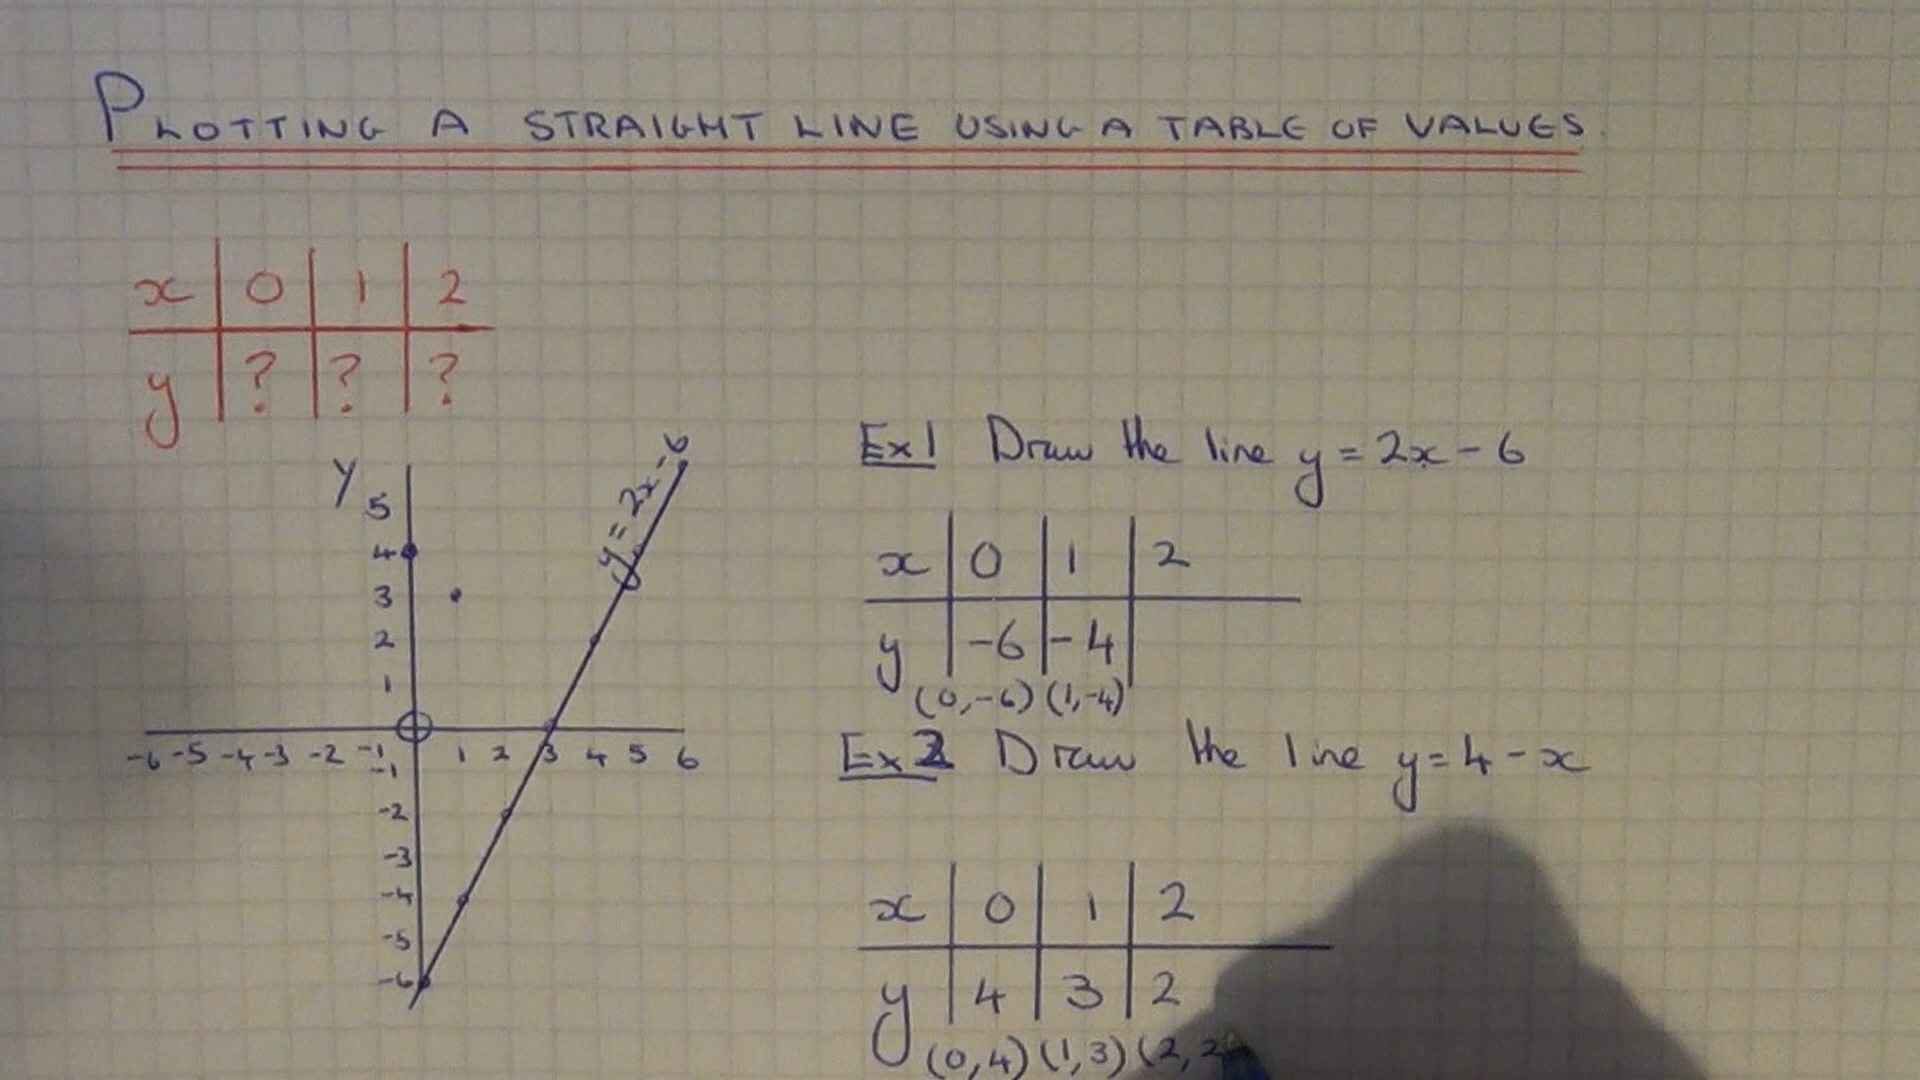 PLOTTING A STRAIGHT LINE USING A TABLE OF VALUES
x 0 1 2
y ? ? ?
y
5
4
3
2
1
-6 -5 -4 -3 -2 -1 1 2 3 4 5 6
-1
-2
-3
-4
-5
-6
y = 2x - 6
Ex1 Draw the line y = 2x - 6
x 0 1 2
y -6 -4
(0,-6) (1,-4)
Ex2 Draw the line y = 4 - x
x 0 1 2
y 4 3 2
(0,4) (1,3) (2,2